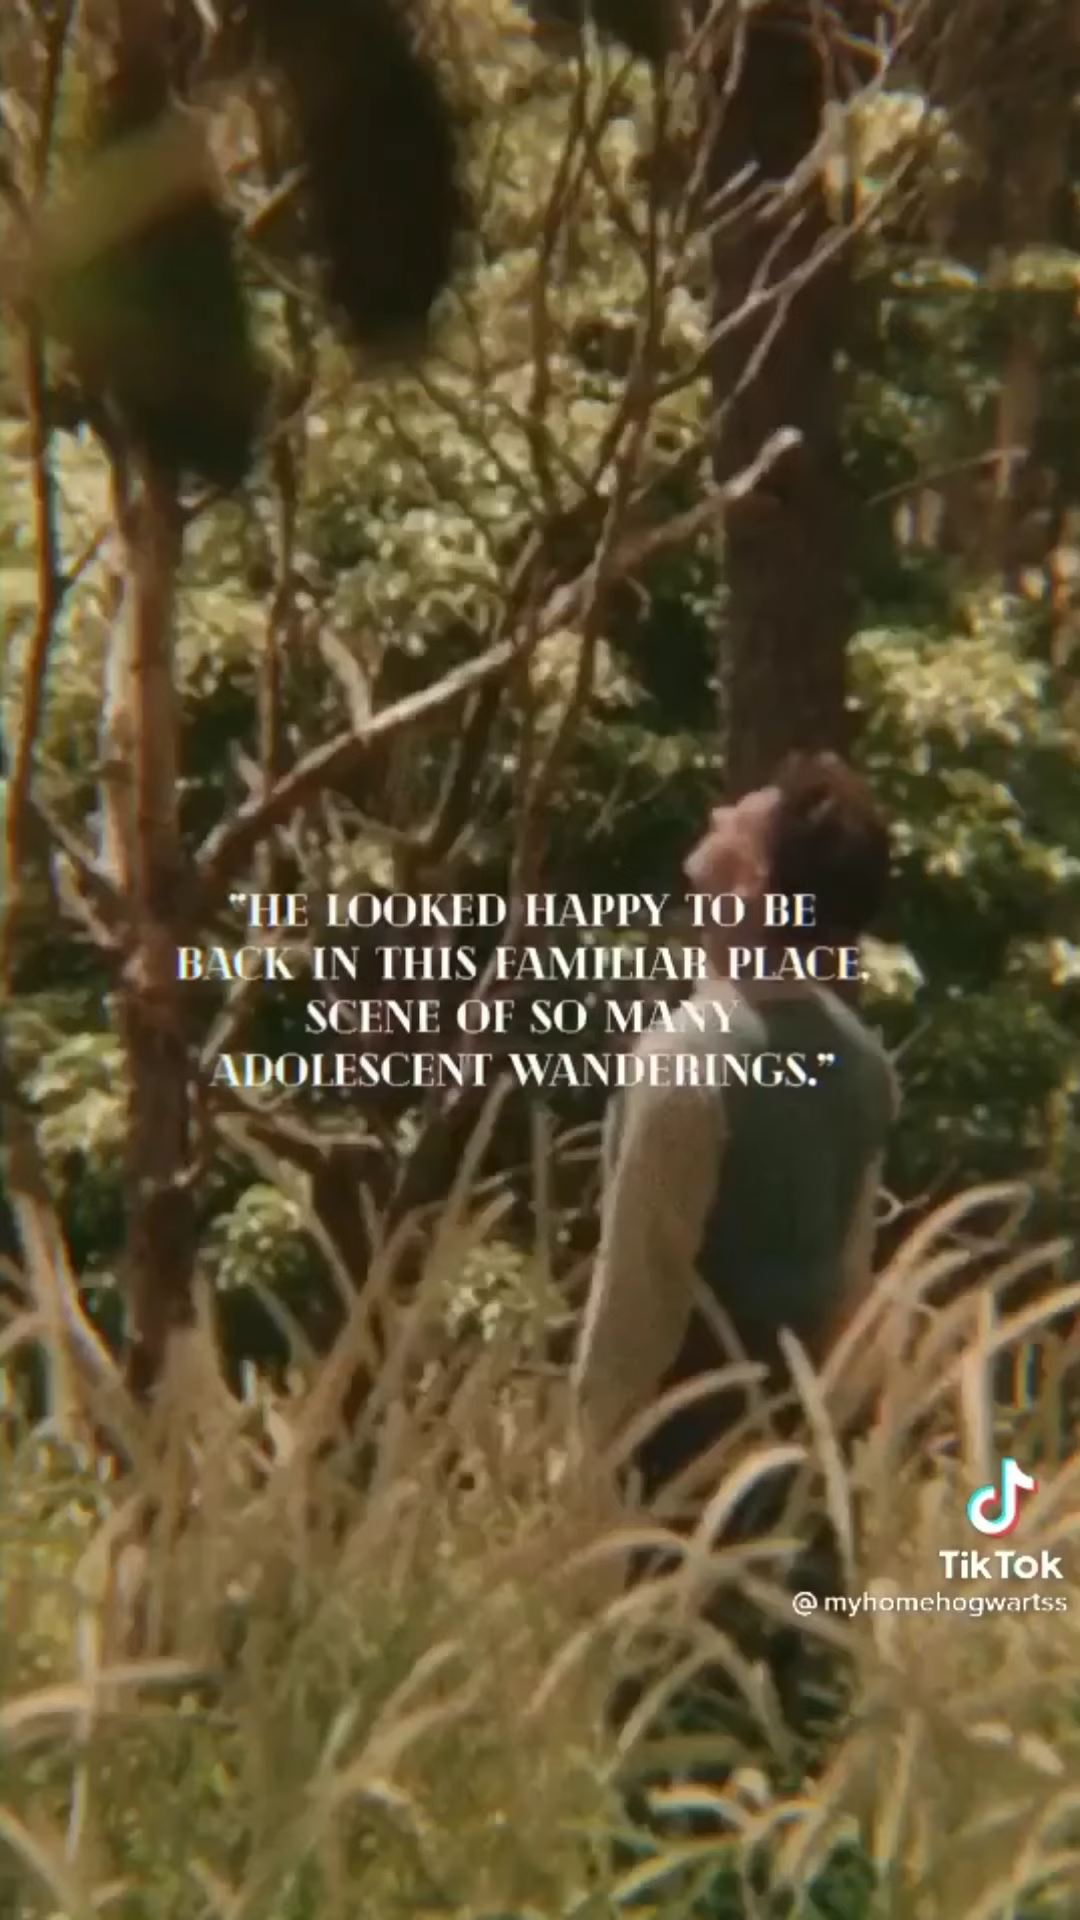 "HE LOOKED HAPPY TO BE
BACK IN THIS FAMILIAR PLACE,
SCENE OF SO MANY
ADOLESCENT WANDERINGS."
TikTok
@myhomehogwartss